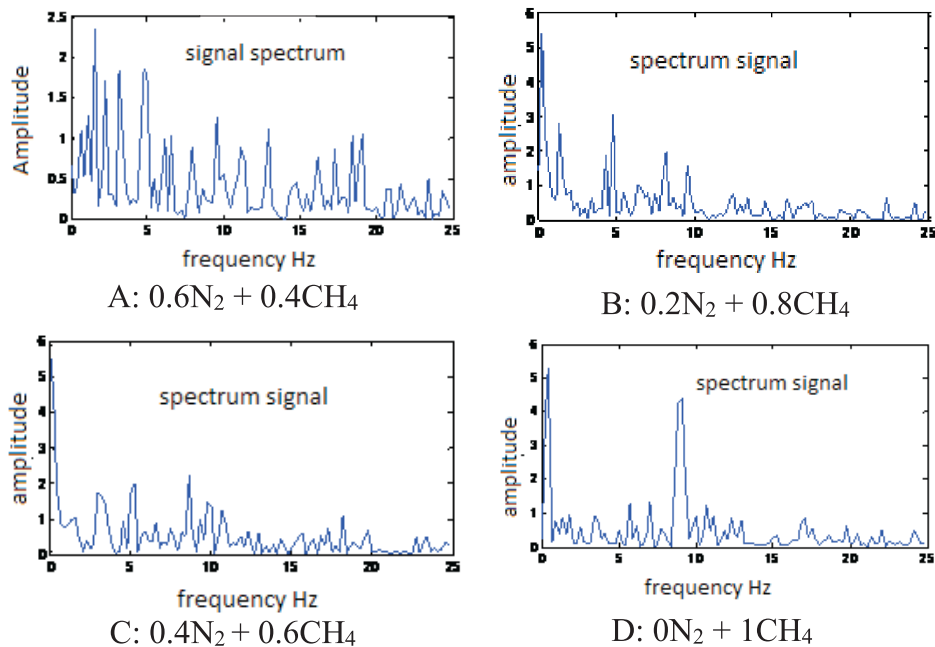 2.5
2
1.5
1
0.5
0
0 5 10 15 20 25
Amplitude
signal spectrum
frequency Hz
A: 0.6N₂ + 0.4CH₄
6
5
4
3
2
1
0
0 5 10 15 20 25
amplitude
spectrum signal
frequency Hz
B: 0.2N₂ + 0.8CH₄
6
5
4
3
2
1
0
0 5 10 15 20 25
amplitude
spectrum signal
frequency Hz
C: 0.4N₂ + 0.6CH₄
6
5
4
3
2
1
0
0 5 10 15 20 25
amplitude
spectrum signal
frequency Hz
D: 0N₂ + 1CH₄